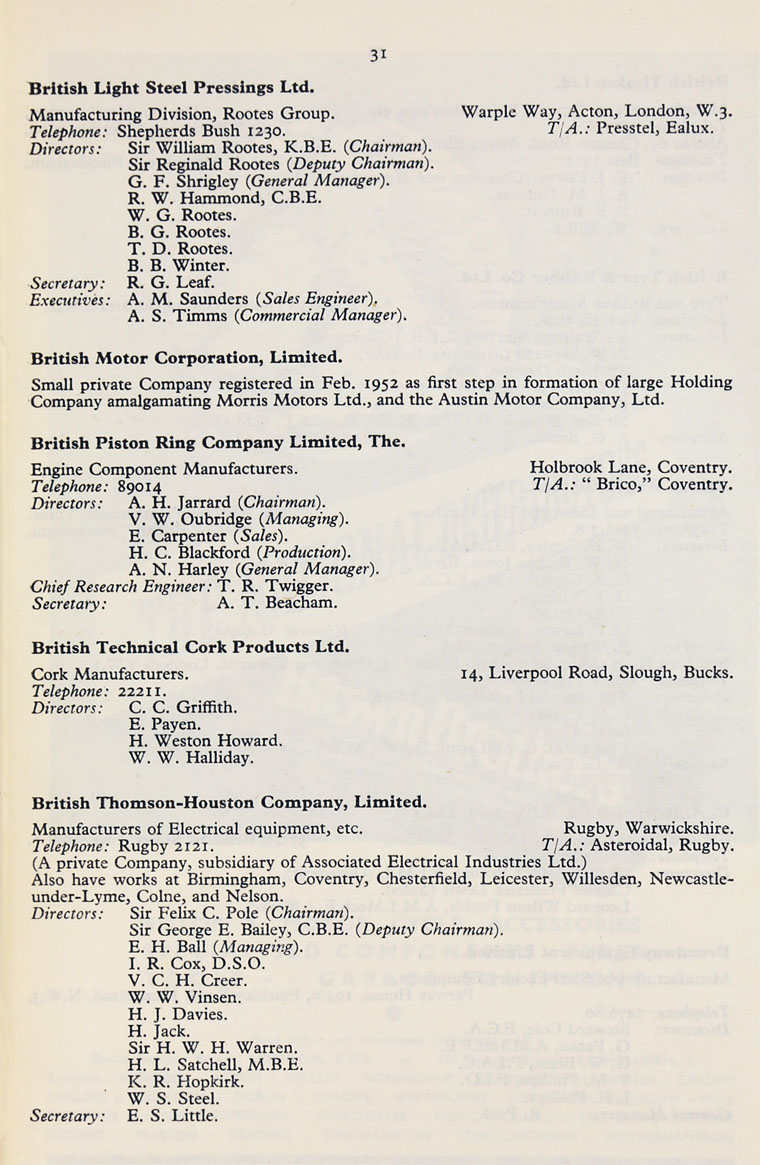 31
British Light Steel Pressings Ltd.
Manufacturing Division, Rootes Group. Warple Way, Acton, London, W.3.
Telephone: Shepherds Bush 1230. T/A.: Presstel, Ealux.
Directors: Sir William Rootes, K.B.E. (Chairman).
Sir Reginald Rootes (Deputy Chairman).
G. F. Shrigley (General Manager).
R. W. Hammond, C.B.E.
W. G. Rootes.
B. G. Rootes.
T. D. Rootes.
B. B. Winter.
Secretary: R. G. Leaf.
Executives: A. M. Saunders (Sales Engineer).
A. S. Timms (Commercial Manager).
British Motor Corporation, Limited.
Small private Company registered in Feb. 1952 as first step in formation of large Holding
Company amalgamating Morris Motors Ltd., and the Austin Motor Company, Ltd.
British Piston Ring Company Limited, The.
Engine Component Manufacturers. Holbrook Lane, Coventry.
Telephone: 89014 T/A.: “ Brico,” Coventry.
Directors: A. H. Jarrard (Chairman).
V. W. Oubridge (Managing).
E. Carpenter (Sales).
H. C. Blackford (Production).
A. N. Harley (General Manager).
Chief Research Engineer: T. R. Twigger.
Secretary: A. T. Beacham.
British Technical Cork Products Ltd.
Cork Manufacturers. 14, Liverpool Road, Slough, Bucks.
Telephone: 22211.
Directors: C. C. Griffith.
E. Payen.
H. Weston Howard.
W. W. Halliday.
British Thomson-Houston Company, Limited.
Manufacturers of Electrical equipment, etc. Rugby, Warwickshire.
Telephone: Rugby 2121. T/A.: Asteroidal, Rugby.
(A private Company, subsidiary of Associated Electrical Industries Ltd.)
Also have works at Birmingham, Coventry, Chesterfield, Leicester, Willesden, Newcastle-
under-Lyme, Colne, and Nelson.
Directors: Sir Felix C. Pole (Chairman).
Sir George E. Bailey, C.B.E. (Deputy Chairman).
E. H. Ball (Managing).
I. R. Cox, D.S.O.
V. C. H. Creer.
W. W. Vinsen.
H. J. Davies.
H. Jack.
Sir H. W. H. Warren.
H. L. Satchell, M.B.E.
K. R. Hopkirk.
W. S. Steel.
Secretary: E. S. Little.